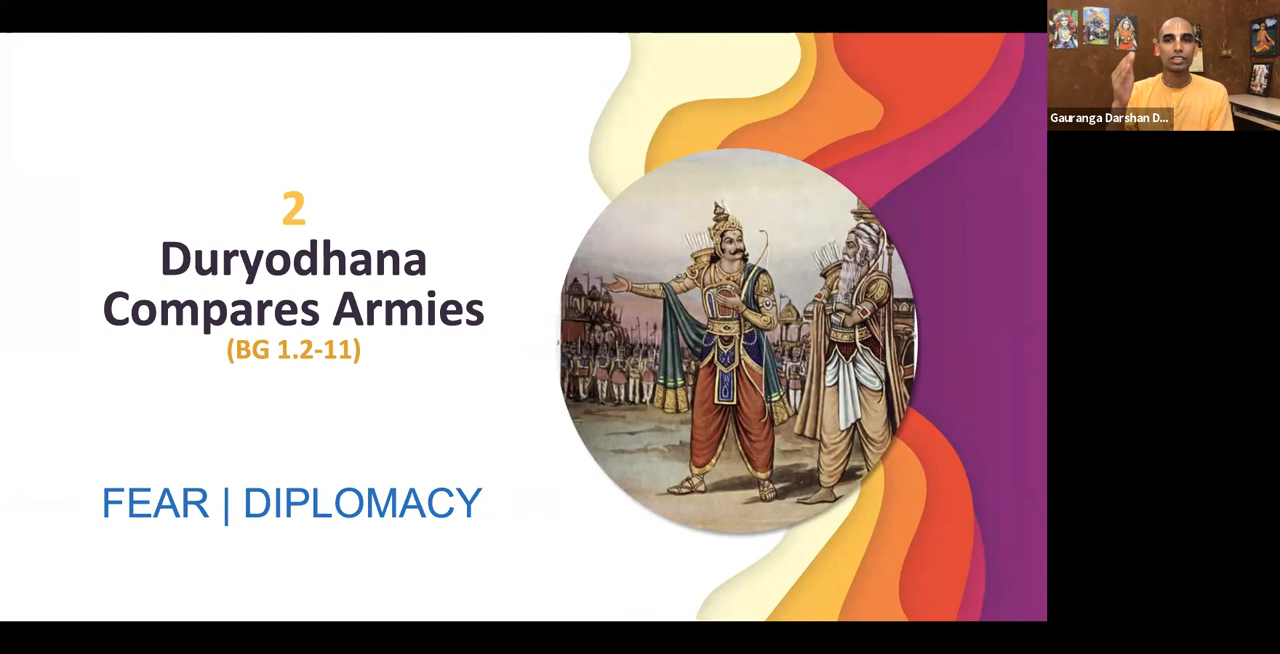 2
Duryodhana
Compares Armies
(BG 1.2-11)
FEAR | DIPLOMACY
Gauranga Darshan D...